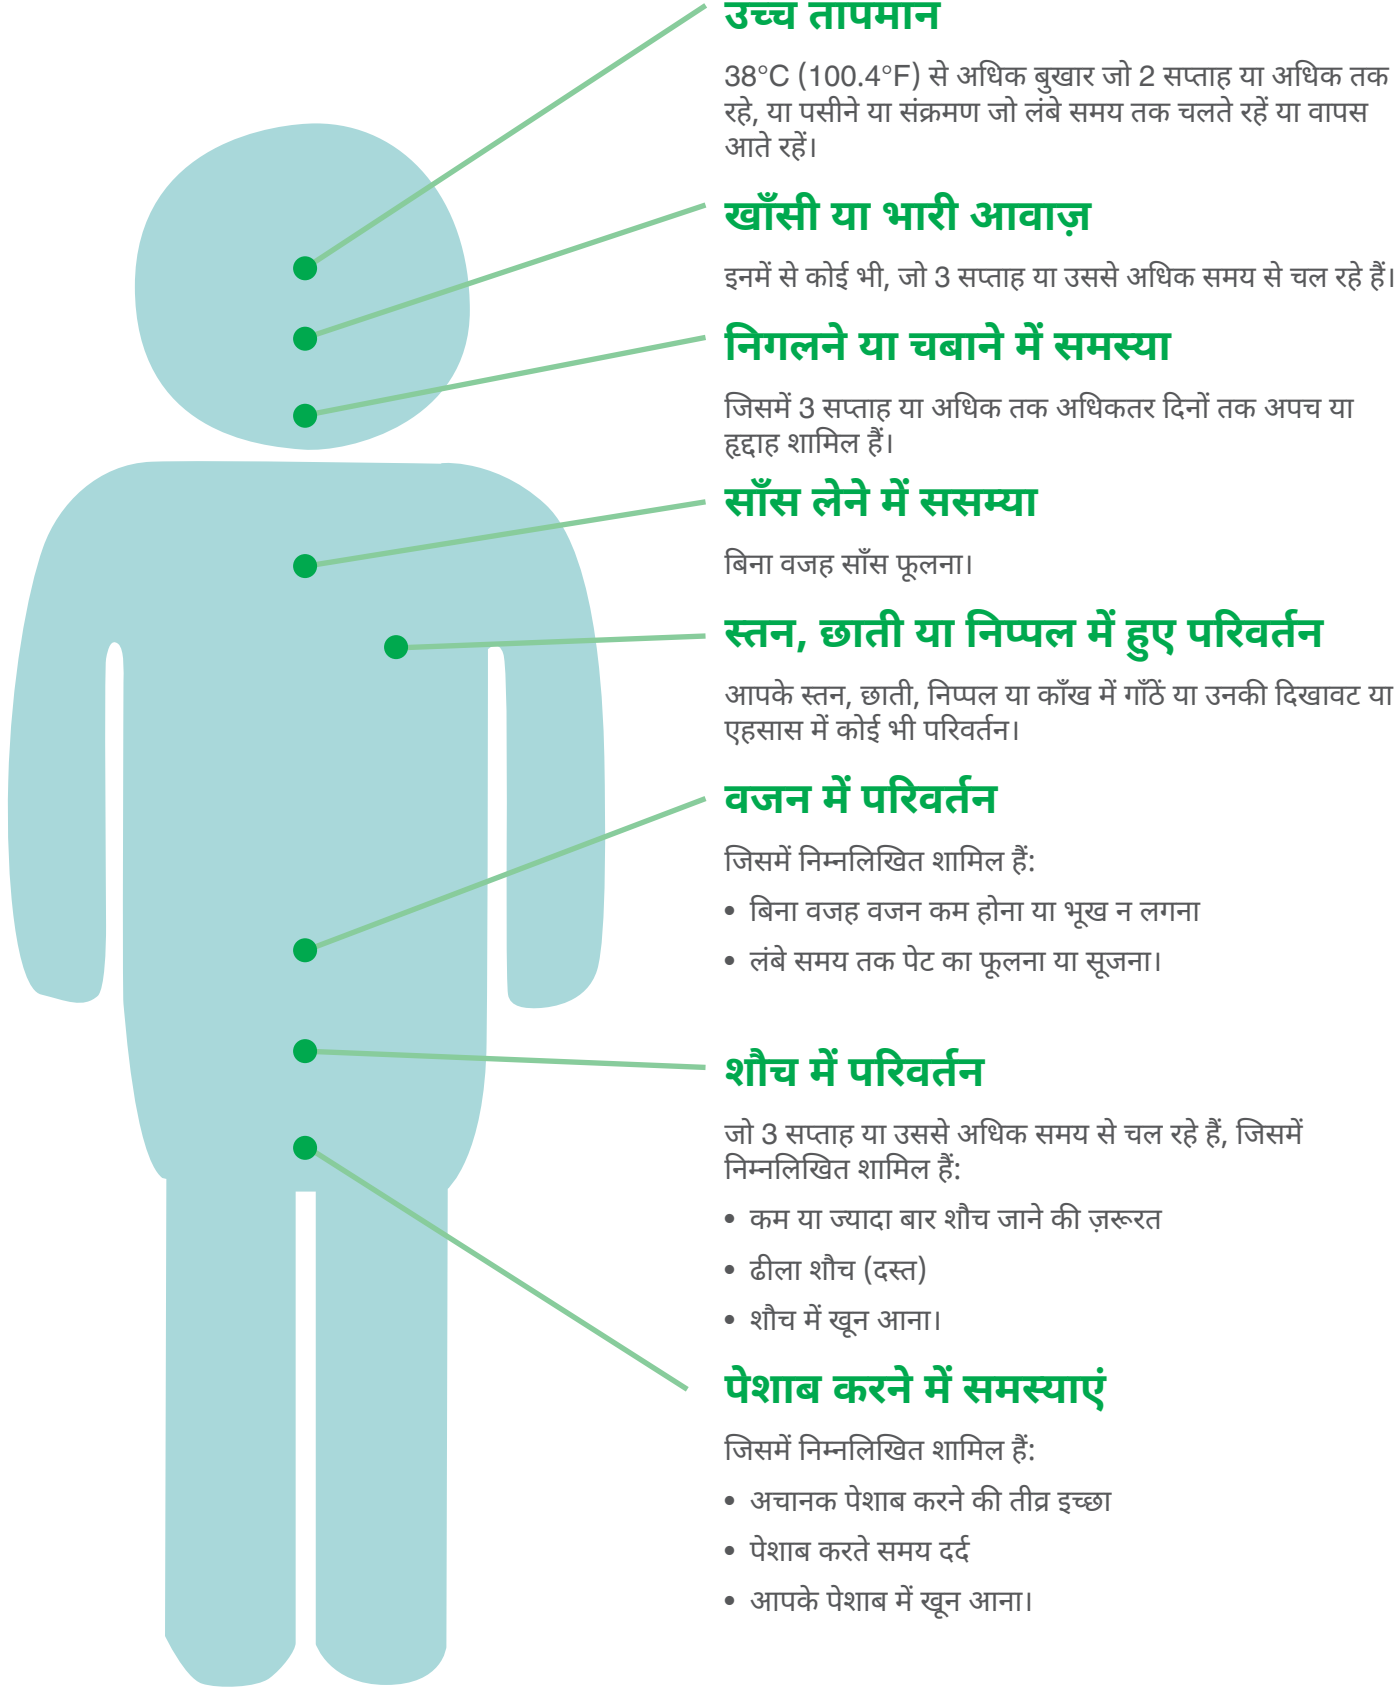 उच्च तापमान
38°C (100.4°F) से अधिक बुखार जो 2 सप्ताह या अधिक तक
रहे, या पसीने या संक्रमण जो लंबे समय तक चलते रहें या वापस
आते रहें।
खाँसी या भारी आवाज़
इनमें से कोई भी, जो 3 सप्ताह या उससे अधिक समय से चल रहे हैं।
निगलने या चबाने में समस्या
जिसमें 3 सप्ताह या अधिक तक अधिकतर दिनों तक अपच या
हृद्दाह शामिल हैं।
साँस लेने में ससम्या
बिना वजह साँस फूलना।
स्तन, छाती या निप्पल में हुए परिवर्तन
आपके स्तन, छाती, निप्पल या काँख में गाँठें या उनकी दिखावट या
एहसास में कोई भी परिवर्तन।
वजन में परिवर्तन
जिसमें निम्नलिखित शामिल हैं:
• बिना वजह वजन कम होना या भूख न लगना
• लंबे समय तक पेट का फूलना या सूजना।
शौच में परिवर्तन
जो 3 सप्ताह या उससे अधिक समय से चल रहे हैं, जिसमें
निम्नलिखित शामिल हैं:
• कम या ज्यादा बार शौच जाने की ज़रूरत
• ढीला शौच (दस्त)
• शौच में खून आना।
पेशाब करने में समस्याएं
जिसमें निम्नलिखित शामिल हैं:
• अचानक पेशाब करने की तीव्र इच्छा
• पेशाब करते समय दर्द
• आपके पेशाब में खून आना।